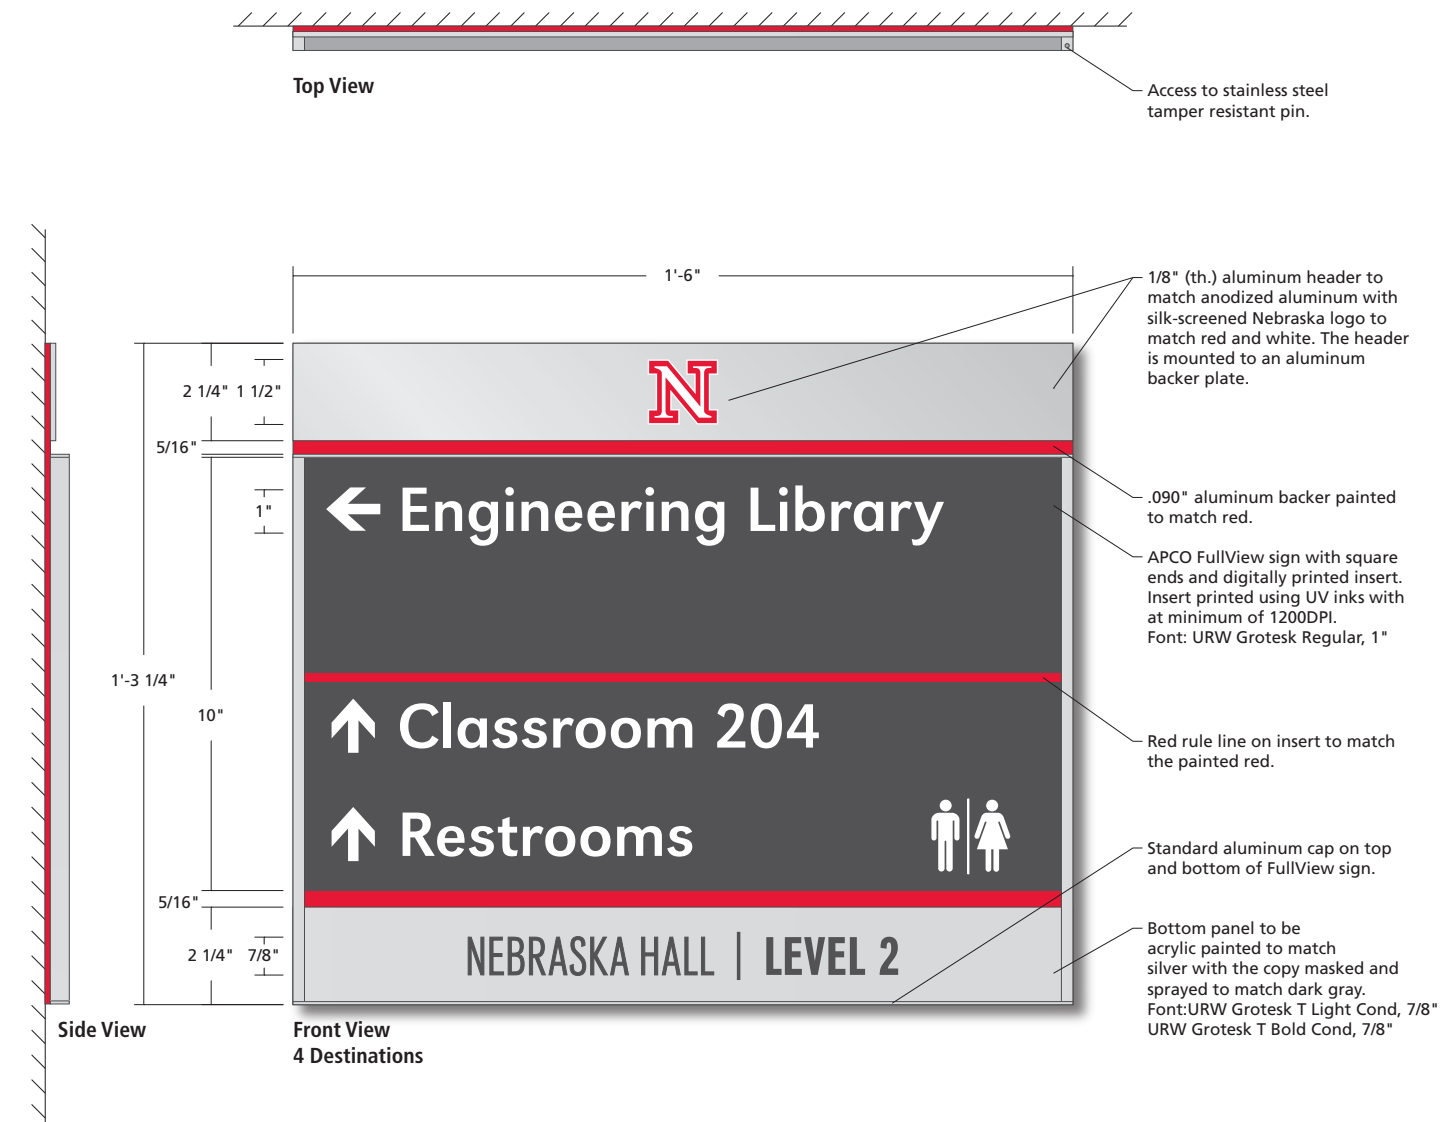 Top View
Access to stainless steel
tamper resistant pin.
1'-6"
1/8" (th.) aluminum header to
match anodized aluminum with
silk-screened Nebraska logo to
match red and white. The header
is mounted to an aluminum
backer plate.
N
2 1/4" 1 1/2"
5/16"
.090" aluminum backer painted
to match red.
1"
Engineering Library
APCO FullView sign with square
ends and digitally printed insert.
Insert printed using UV inks with
at minimum of 1200DPI.
Font: URW Grotesk Regular, 1"
1'-3 1/4"
10"
Classroom 204
Red rule line on insert to match
the painted red.
Restrooms
Standard aluminum cap on top
and bottom of FullView sign.
5/16"
2 1/4" 7/8"
NEBRASKA HALL | LEVEL 2
Bottom panel to be
acrylic painted to match
silver with the copy masked and
sprayed to match dark gray.
Font:URW Grotesk T Light Cond, 7/8"
URW Grotesk T Bold Cond, 7/8"
Side View
Front View
4 Destinations